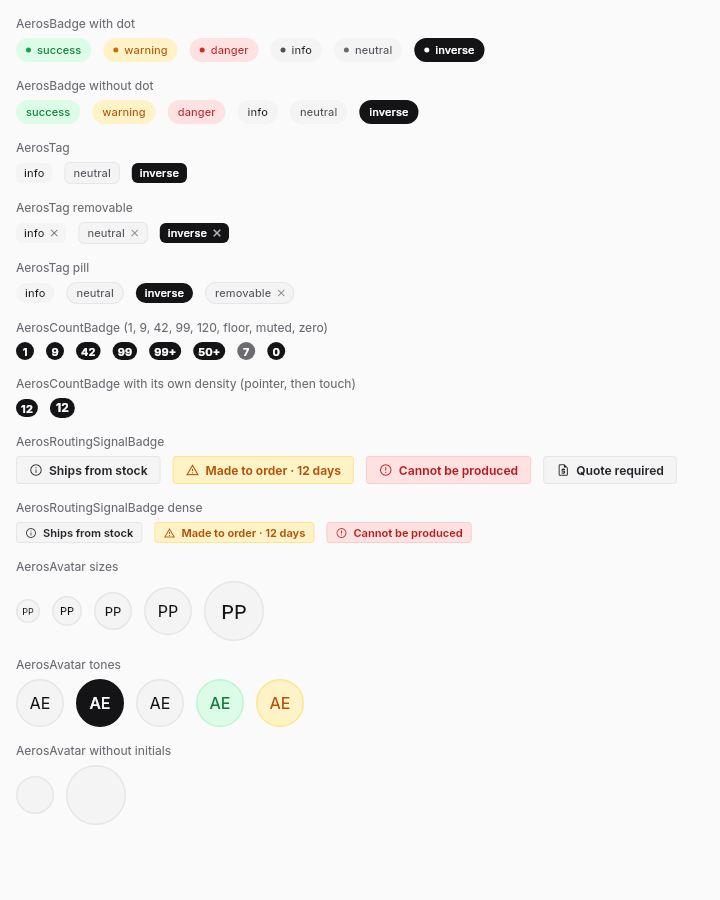 AerosBadge with dot
success warning danger info neutral inverse
AerosBadge without dot
success warning danger info neutral inverse
AerosTag
info neutral inverse
AerosTag removable
info neutral inverse
AerosTag pill
info neutral inverse removable
AerosCountBadge (1, 9, 42, 99, 120, floor, muted, zero)
1 9 42 99 99+ 50+ 7 0
AerosCountBadge with its own density (pointer, then touch)
12 12
AerosRoutingSignalBadge
Ships from stock Made to order · 12 days Cannot be produced Quote required
AerosRoutingSignalBadge dense
Ships from stock Made to order · 12 days Cannot be produced
AerosAvatar sizes
PP PP PP PP PP
AerosAvatar tones
AE AE AE AE AE
AerosAvatar without initials